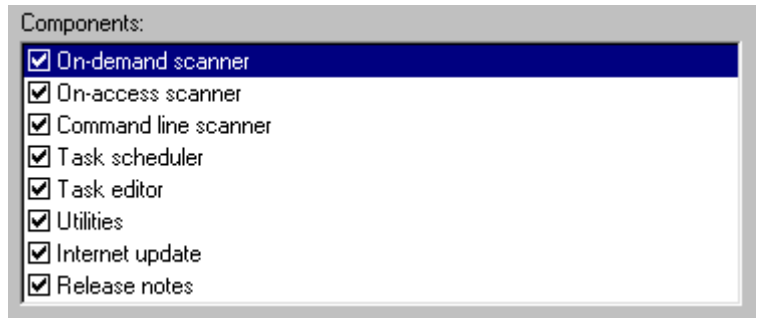 Components:
On-demand scanner
On-access scanner
Command line scanner
Task scheduler
Task editor
Utilities
Internet update
Release notes